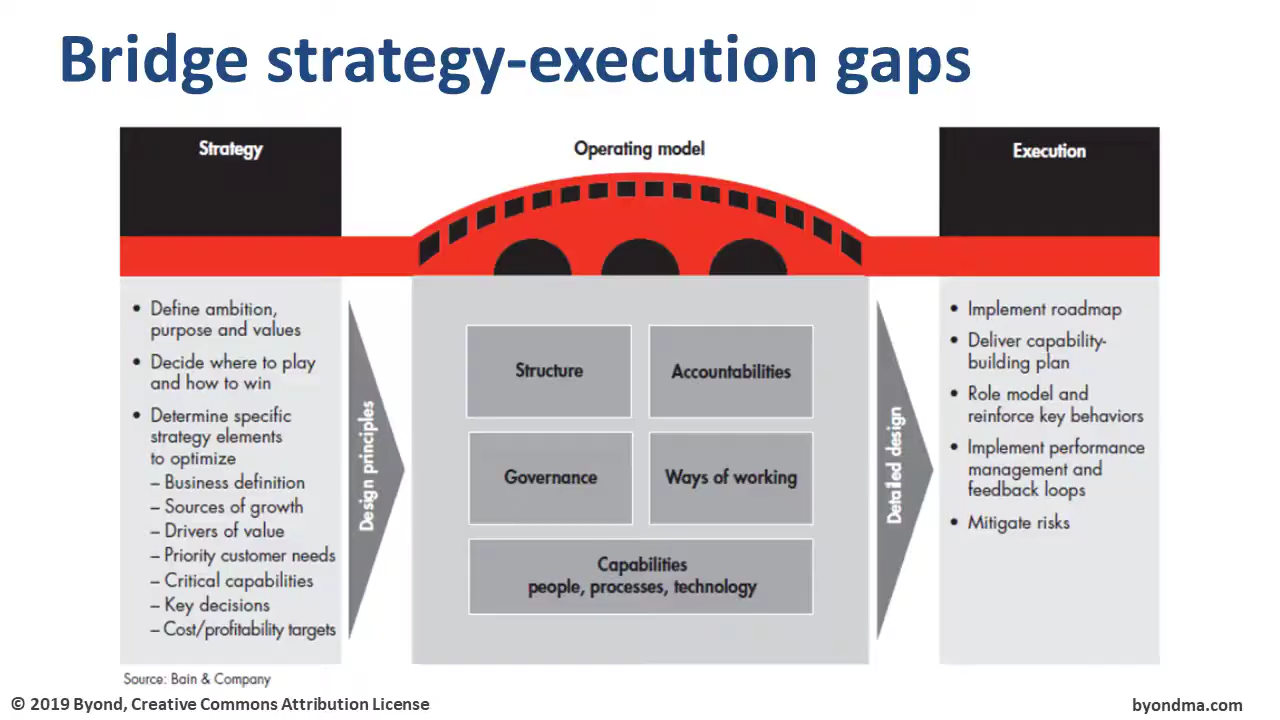 Bridge strategy-execution gaps
Strategy
Operating model
Execution
• Define ambition,
purpose and values
• Decide where to play
and how to win
• Determine specific
strategy elements
to optimize
– Business definition
– Sources of growth
– Drivers of value
– Priority customer needs
– Critical capabilities
– Key decisions
– Cost/profitability targets
Design principles
Structure
Accountabilities
Governance
Ways of working
Capabilities
people, processes, technology
Detailed design
• Implement roadmap
• Deliver capability-
building plan
• Role model and
reinforce key behaviors
• Implement performance
management and
feedback loops
• Mitigate risks
Source: Bain & Company
© 2019 Byond, Creative Commons Attribution License
byondma.com